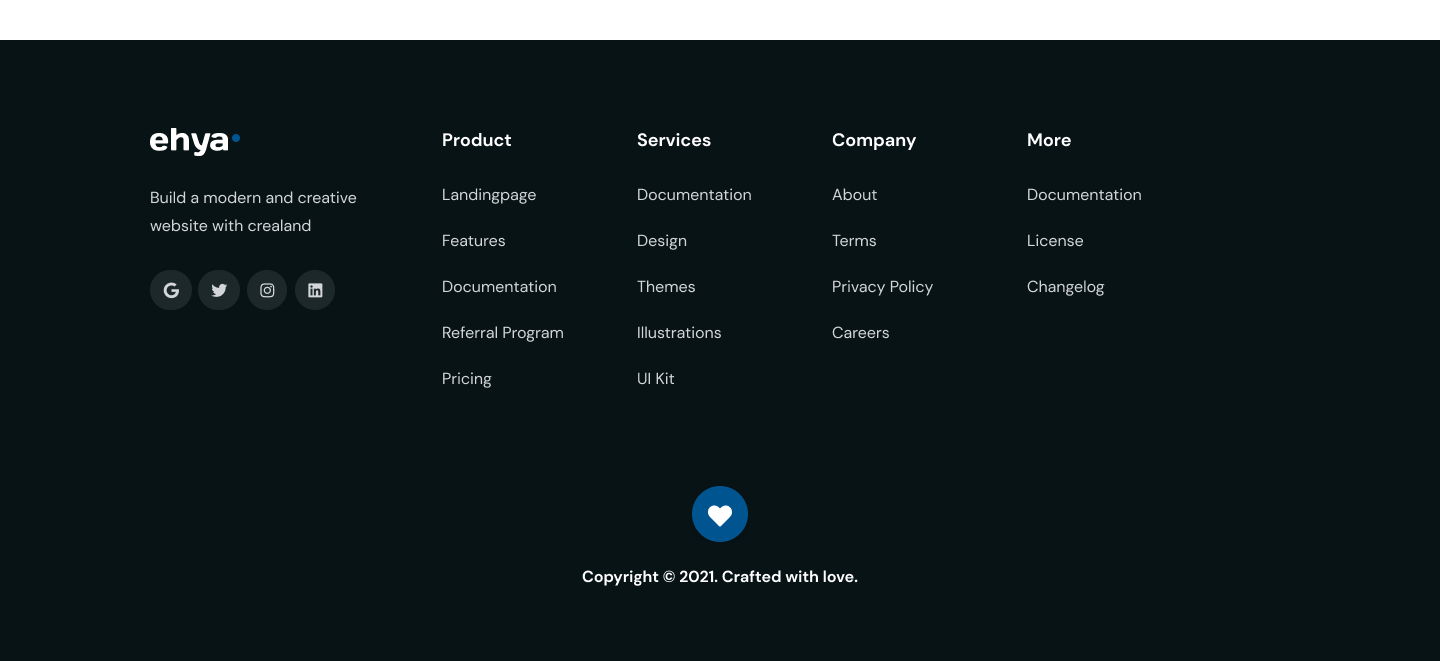 ehya
Build a modern and creative
website with crealand
Product
Landingpage
Features
Documentation
Referral Program
Pricing
Services
Documentation
Design
Themes
Illustrations
UI Kit
Company
About
Terms
Privacy Policy
Careers
More
Documentation
License
Changelog
Copyright © 2021. Crafted with love.